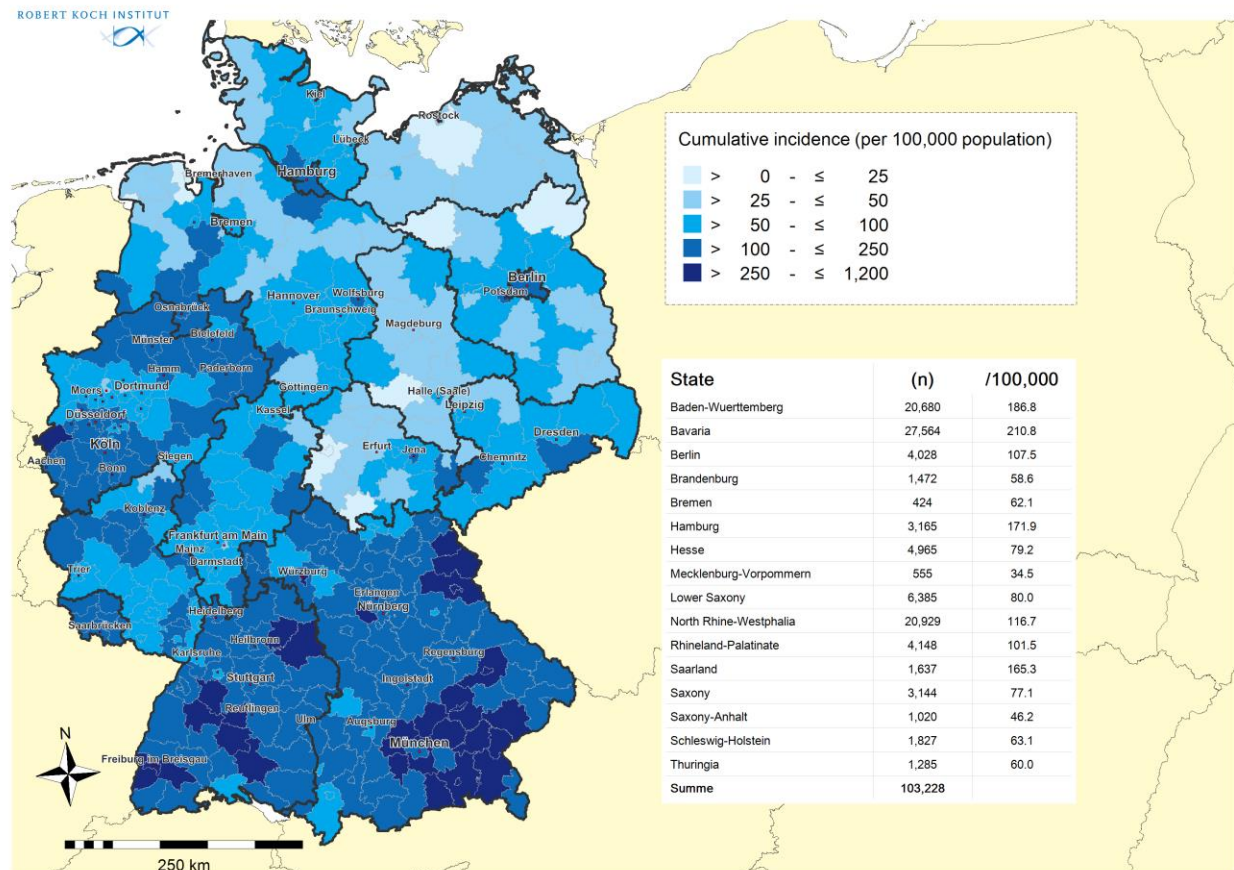 ROBERT KOCH INSTITUT
Kiel
Rostock
Lübeck
Hamburg
Bremerhaven
Bremen
Berlin
Potsdam
Hannover
Wolfsburg
Braunschweig
Magdeburg
Osnabrück
Bielefeld
Münster
Hamm
Paderborn
Moers
Dortmund
Göttingen
Halle (Saale)
Leipzig
Düsseldorf
Kassel
Dresden
Köln
Erfurt
Jena
Chemnitz
Aachen
Bonn
Siegen
Koblenz
Frankfurt am Main
Mainz
Darmstadt
Trier
Würzburg
Erlangen
Nürnberg
Heidelberg
Saarbrücken
Heilbronn
Karlsruhe
Regensburg
Stuttgart
Ingolstadt
Reutlingen
Ulm
Augsburg
München
Freiburg im Breisgau
N
250 km
Cumulative incidence (per 100,000 population)
> 0 - ≤ 25
> 25 - ≤ 50
> 50 - ≤ 100
> 100 - ≤ 250
> 250 - ≤ 1,200
State (n) /100,000
Baden-Wuerttemberg 20,680 186.8
Bavaria 27,564 210.8
Berlin 4,028 107.5
Brandenburg 1,472 58.6
Bremen 424 62.1
Hamburg 3,165 171.9
Hesse 4,965 79.2
Mecklenburg-Vorpommern 555 34.5
Lower Saxony 6,385 80.0
North Rhine-Westphalia 20,929 116.7
Rhineland-Palatinate 4,148 101.5
Saarland 1,637 165.3
Saxony 3,144 77.1
Saxony-Anhalt 1,020 46.2
Schleswig-Holstein 1,827 63.1
Thuringia 1,285 60.0
Summe 103,228